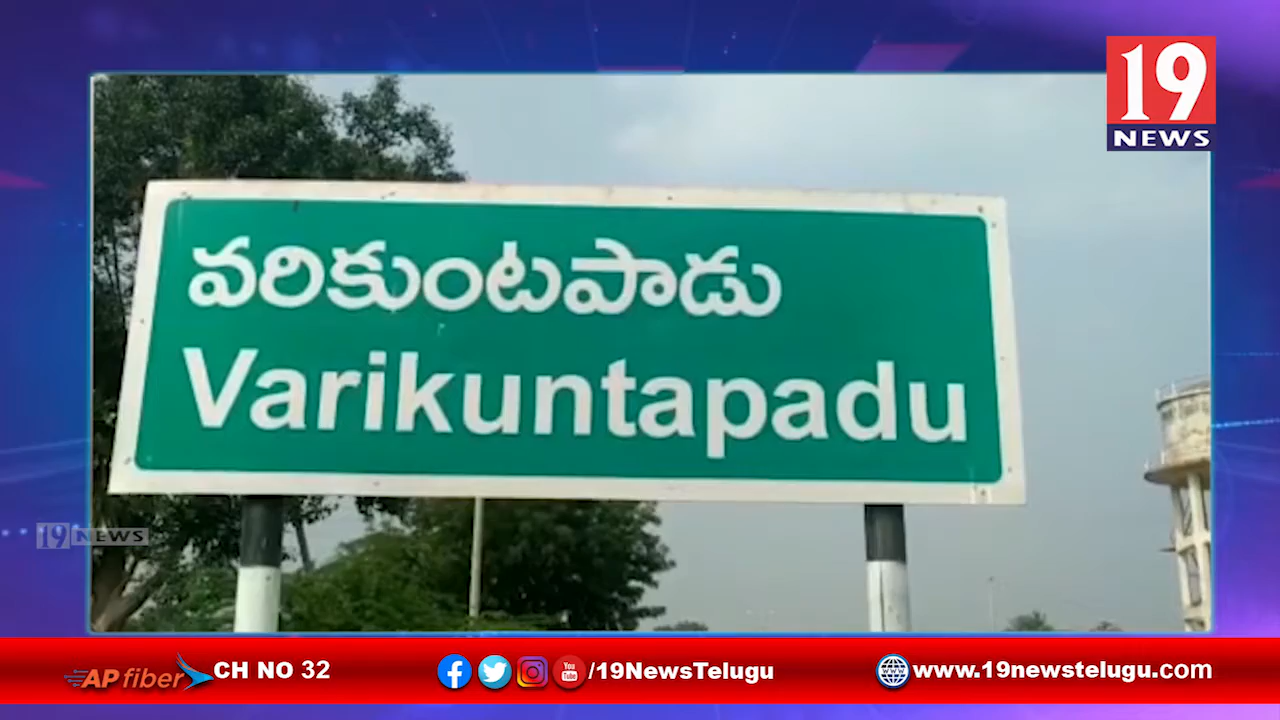 19
NEWS
వరికుంటపాడు
Varikuntapadu
19 NEWS
AP fiber CH NO 32
/19NewsTelugu
www.19newstelugu.com